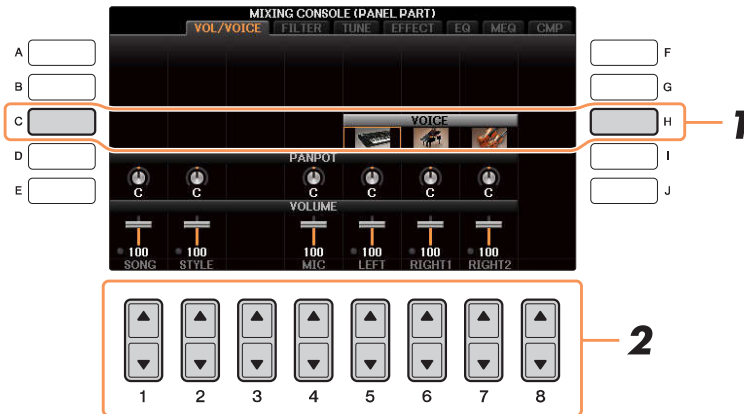 MIXING CONSOLE (PANEL PART)
VOL/VOICE FILTER TUNE EFFECT EQ MEQ CMP
A F
B G
C VOICE H 1
D I
PANPOT
E C C C C C C J
VOLUME
100 100 100 100 100 100
SONG STYLE MIC LEFT RIGHT1 RIGHT2
2
1 2 3 4 5 6 7 8